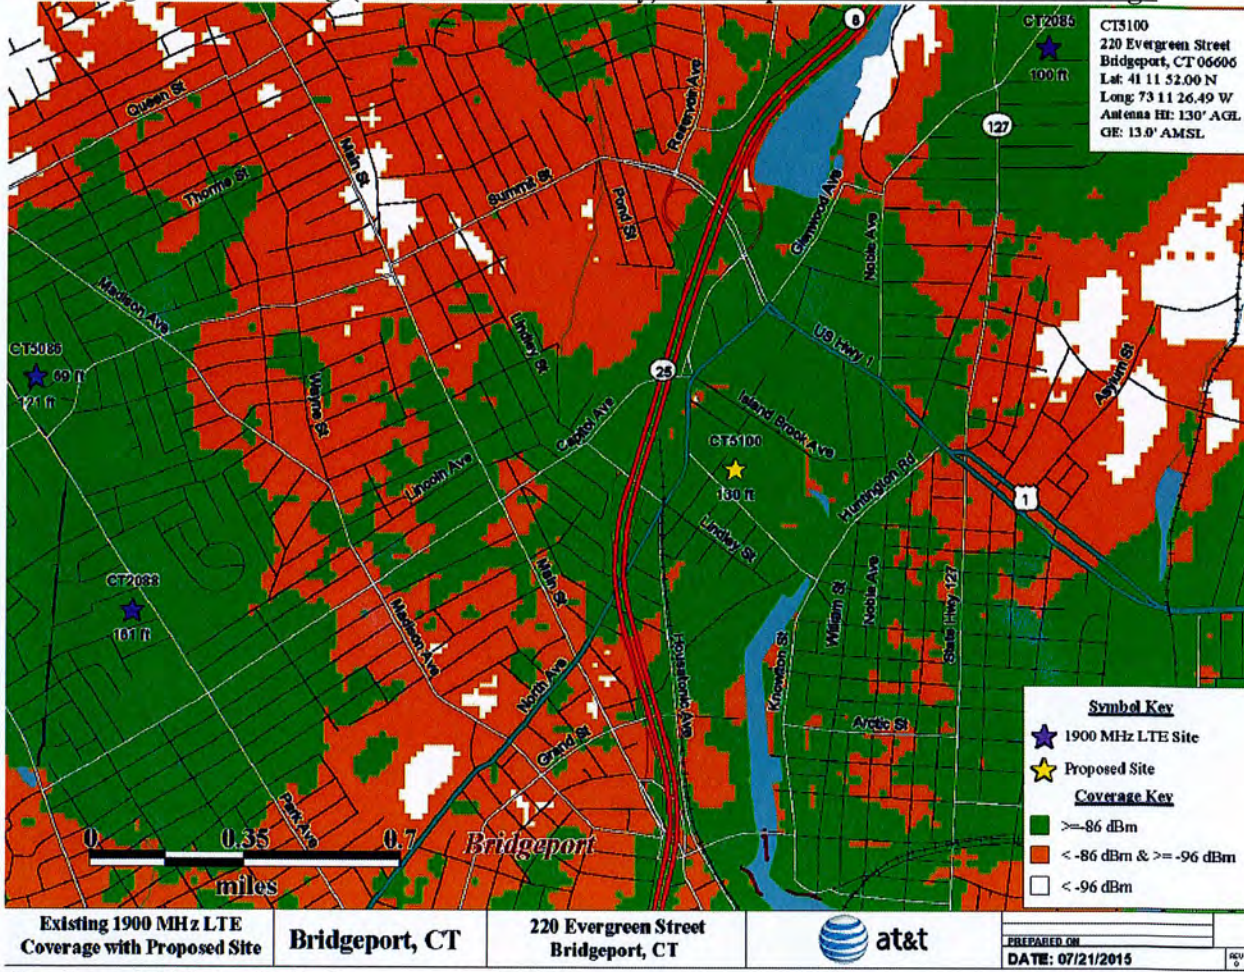 8
CT2085
100 ft
CT5100
220 Evergreen Street
Bridgeport, CT 06606
Lat: 41 11 52.00 N
Long: 73 11 26.49 W
Antenna Ht: 130' AGL
GE: 13.0' AMSL
Queen St
Main St
Reservoir Ave
127
Thorme St
Summit St
Pond St
Glenwood Ave
Noble Ave
Madison Ave
Lindley St
US Hwy 1
CT5086
69 ft
121 ft
Wayne St
25
Asylum St
Capitol Ave
Island Brook Ave
CT5100
130 ft
Lincoln Ave
Huntington Rd
1
Lindley St
CT2088
161 ft
Main St
William St
Noble Ave
State Hwy 127
Madison Ave
North Ave
Housatonic Ave
Knowlton St
Grand St
Arctic St
Park Ave
Bridgeport
0 0.35 0.7
miles
Symbol Key
1900 MHz LTE Site
Proposed Site
Coverage Key
>=-86 dBm
< -86 dBm & >= -96 dBm
< -96 dBm
Existing 1900 MHz LTE
Coverage with Proposed Site
Bridgeport, CT
220 Evergreen Street
Bridgeport, CT
at&t
PREPARED ON
DATE: 07/21/2015